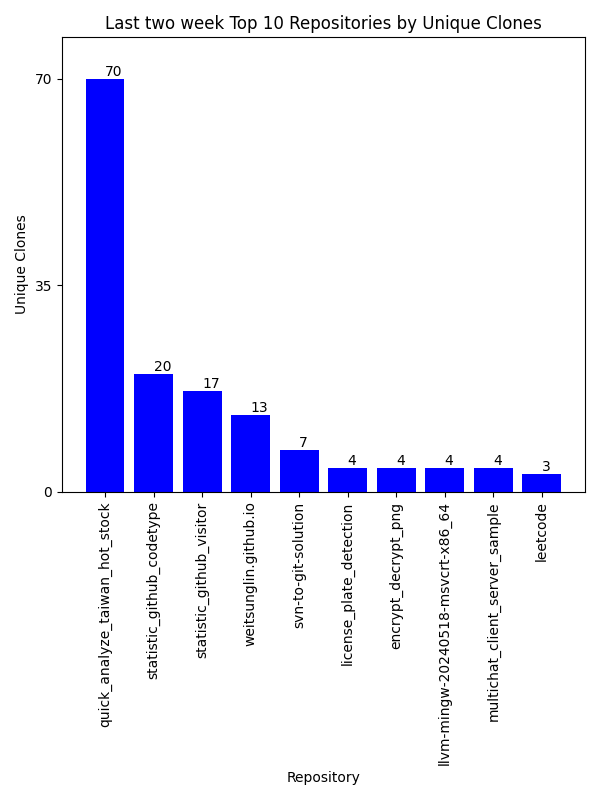 Last two week Top 10 Repositories by Unique Clones
Unique Clones
70
35
0
70
20
17
13
7
4
4
4
4
3
quick_analyze_taiwan_hot_stock
statistic_github_codetype
statistic_github_visitor
weitsunglin.github.io
svn-to-git-solution
license_plate_detection
encrypt_decrypt_png
llvm-mingw-20240518-msvcrt-x86_64
multichat_client_server_sample
leetcode
Repository